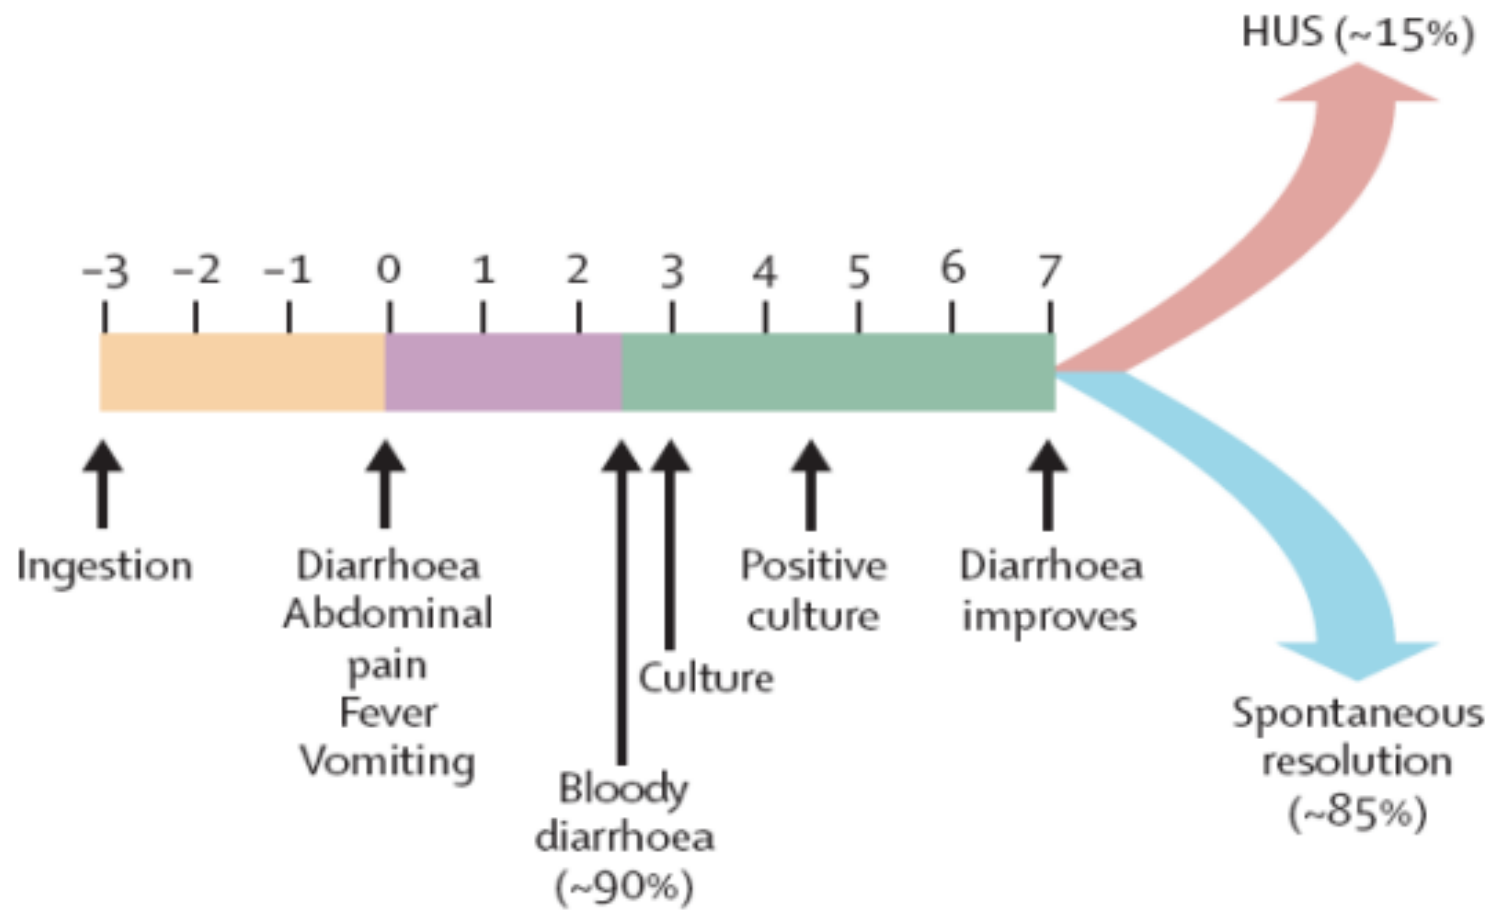 HUS (~15%)
−3 −2 −1 0 1 2 3 4 5 6 7
Ingestion
Diarrhoea
Abdominal
pain
Fever
Vomiting
Bloody
diarrhoea
(~90%)
Culture
Positive
culture
Diarrhoea
improves
Spontaneous
resolution
(~85%)